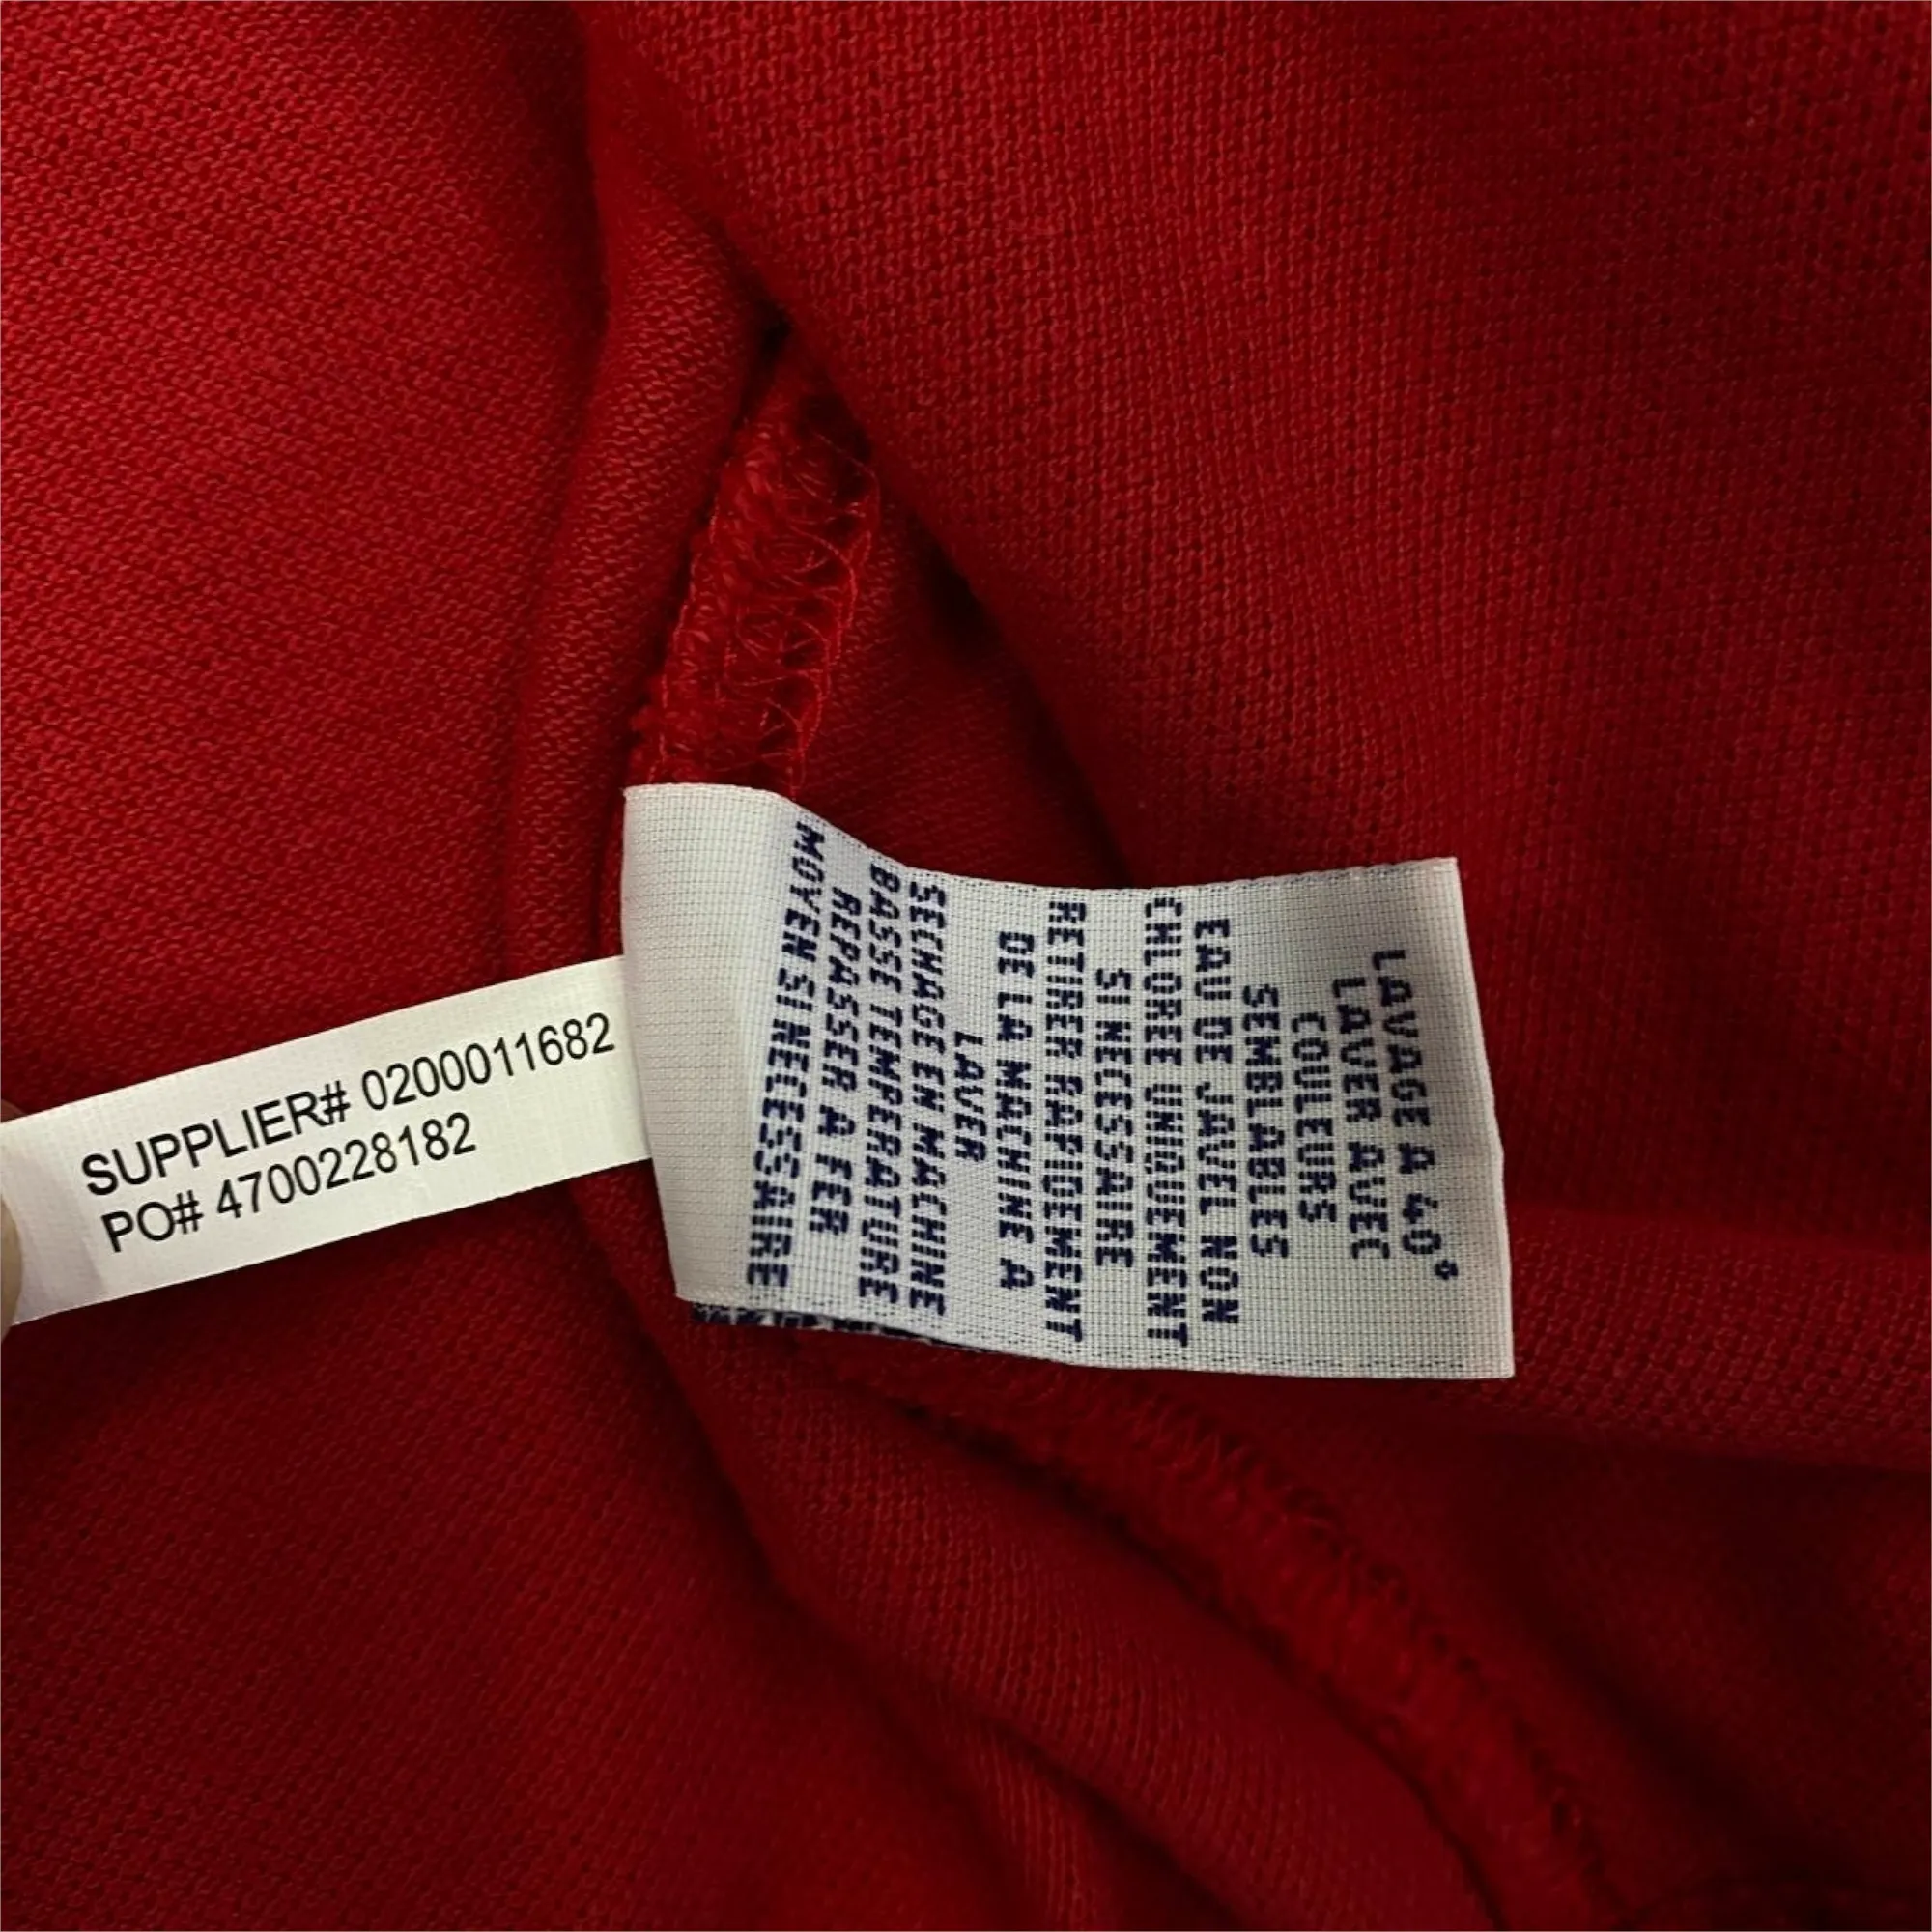 SUPPLIER# 0200011682
PO# 4700228182
LAVAGE A 40°
LAVER AVEC
COULEURS
SEMBLABLES
EAU DE JAVEL NON
CHLOREE UNIQUEMENT
SI NECESSAIRE
RETIRER RAPIDEMENT
DE LA MACHINE A
LAVER
SECHAGE EN MACHINE
BASSE TEMPERATURE
REPASSER A FER
MOYEN SI NECESSAIRE